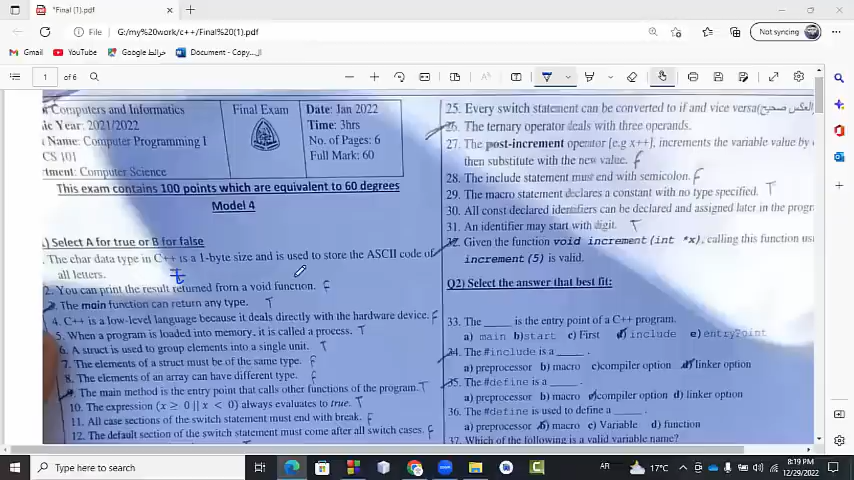 *Final (1).pdf
File
G:/my%20work/c++/Final%20(1).pdf
Not syncing
Gmail
YouTube
خرائط Google
Document - Copy ال...
1
of 6
Computers and Informatics
ic Year: 2021/2022
Name: Computer Programming I
CS 101
rtment: Computer Science
Final Exam
Date: Jan 2022
Time: 3hrs
No. of Pages: 6
Full Mark: 60
This exam contains 100 points which are equivalent to 60 degrees
Model 4
) Select A for true or B for false
. The char data type in C++ is a 1-byte size and is used to store the ASCII code of
all letters.
t
2. You can print the result returned from a void function. F
3. The main function can return any type. T
4. C++ is a low-level language because it deals directly with the hardware device. F
5. When a program is loaded into memory, it is called a process. T
6. A struct is used to group elements into a single unit. T
7. The elements of a struct must be of the same type. F
8. The elements of an array can have different type. F
9. The main method is the entry point that calls other functions of the program. T
10. The expression (x ≥ 0 || x < 0) always evaluates to true. T
11. All case sections of the switch statement must end with break. F
12. The default section of the switch statement must come after all switch cases. F
25. Every switch statement can be converted to if and vice versa(العكس صحيح)
26. The ternary operator deals with three operands.
27. The post-increment operator [e.g x++], increments the variable value by
then substitute with the new value. F
28. The include statement must end with semicolon. F
29. The macro statement declares a constant with no type specified. T
30. All const declared identifiers can be declared and assigned later in the progr
31. An identifier may start with digit. T
32. Given the function void increment(int *x), calling this function us
increment(5) is valid.
Q2) Select the answer that best fit:
33. The _____ is the entry point of a C++ program.
a) main b)start c) First d) include e)entryPoint
34. The #include is a _____ .
a) preprocessor b) macro c)compiler option d) linker option
35. The #define is a _____ .
a) preprocessor b) macro c)compiler option d) linker option
36. The #define is used to define a _____ .
a) preprocessor b) macro c) Variable d) function
37. Which of the following is a valid variable name?
Type here to search
AR
17°C
8:19 PM
12/29/2022